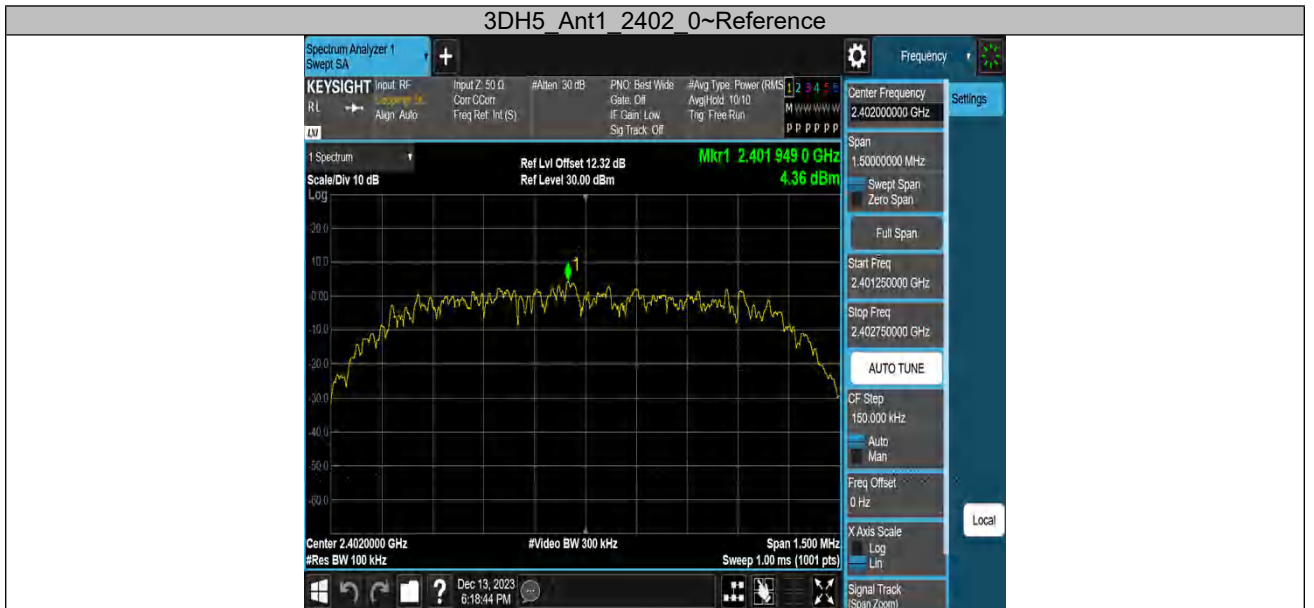 3DH5_Ant1_2402_0~Reference
Spectrum Analyzer 1
Swept SA
+
Frequency
KEYSIGHT
RL
Input: RF
Align: Auto
Input Z: 50 Ω
Corr CCorr
Freq Ref: Int (S)
#Atten: 30 dB
PNO: Best Wide
Gate: Off
IF Gain: Low
Sig Track: Off
#Avg Type: Power (RMS
Avg|Hold: 10/10
Trig: Free Run
1 2 3 4 5 6
M W W W W W
P P P P P P
LXI
Center Frequency
2.402000000 GHz
Settings
Span
1.50000000 MHz
Swept Span
Zero Span
Full Span
Start Freq
2.401250000 GHz
Stop Freq
2.402750000 GHz
AUTO TUNE
CF Step
150.000 kHz
Auto
Man
Freq Offset
0 Hz
X Axis Scale
Log
Lin
Signal Track
(Span Zoom)
Local
1 Spectrum
Scale/Div 10 dB
Ref Lvl Offset 12.32 dB
Ref Level 30.00 dBm
Mkr1 2.401 949 0 GHz
4.36 dBm
Log
20.0
10.0
0.00
-10.0
-20.0
-30.0
-40.0
-50.0
-60.0
1
Center 2.4020000 GHz
#Res BW 100 kHz
#Video BW 300 kHz
Span 1.500 MHz
Sweep 1.00 ms (1001 pts)
?
Dec 13, 2023
6:18:44 PM